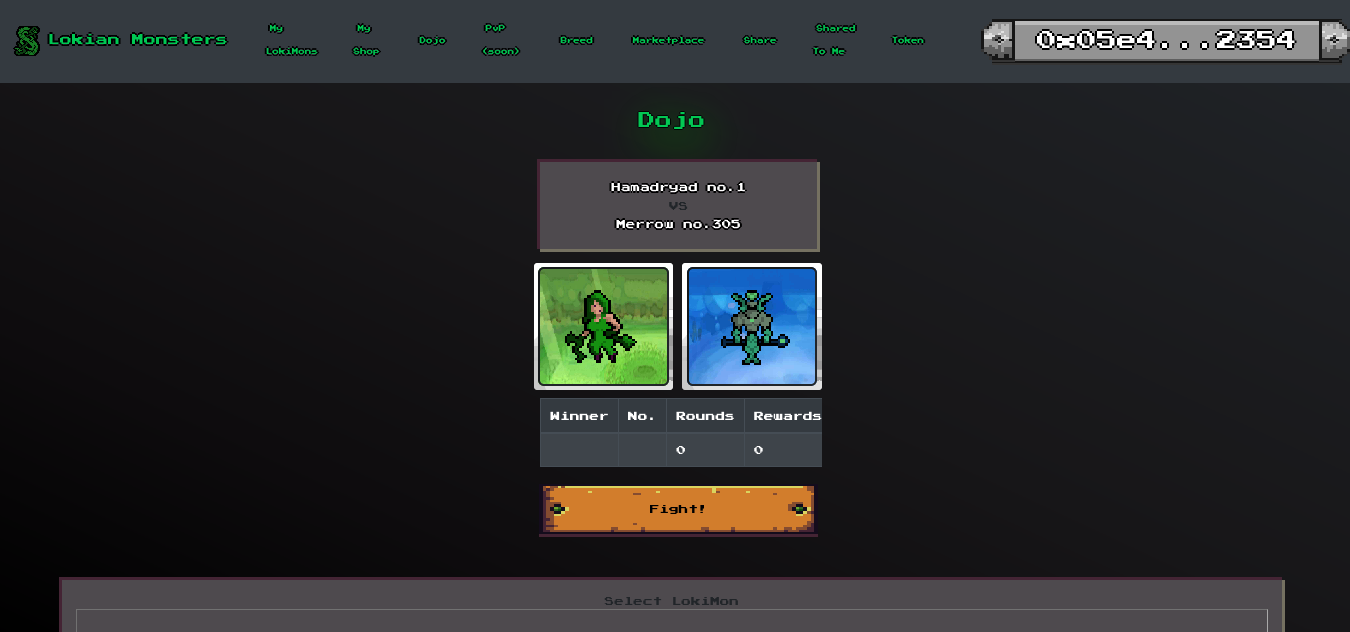 Lokian Monsters
My LokiMons
My Shop
Dojo
PvP (soon)
Breed
Marketplace
Share
Shared To Me
Token
0x05e4...2354
Dojo
Hamadryad no.1
VS
Merrow no.305
Winner No. Rounds Rewards
0 0
Fight!
Select LokiMon